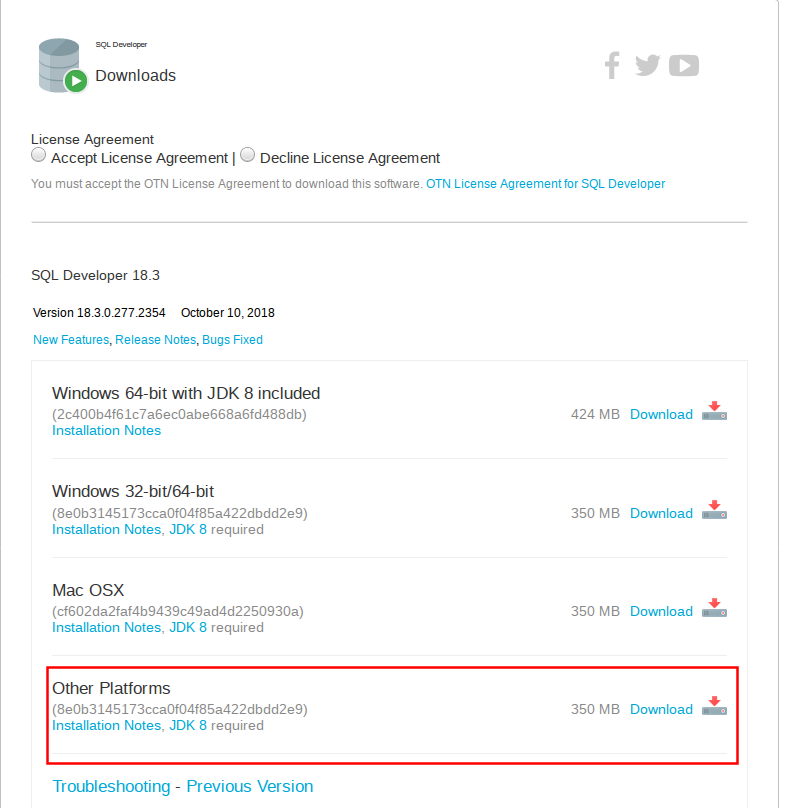 SQL Developer
Downloads
License Agreement
Accept License Agreement | Decline License Agreement
You must accept the OTN License Agreement to download this software. OTN License Agreement for SQL Developer
SQL Developer 18.3
Version 18.3.0.277.2354 October 10, 2018
New Features, Release Notes, Bugs Fixed
Windows 64-bit with JDK 8 included
(2c400b4f61c7a6ec0abe668a6fd488db) 424 MB Download
Installation Notes
Windows 32-bit/64-bit
(8e0b3145173cca0f04f85a422dbdd2e9) 350 MB Download
Installation Notes, JDK 8 required
Mac OSX
(cf602da2faf4b9439c49ad4d2250930a) 350 MB Download
Installation Notes, JDK 8 required
Other Platforms
(8e0b3145173cca0f04f85a422dbdd2e9) 350 MB Download
Installation Notes, JDK 8 required
Troubleshooting - Previous Version